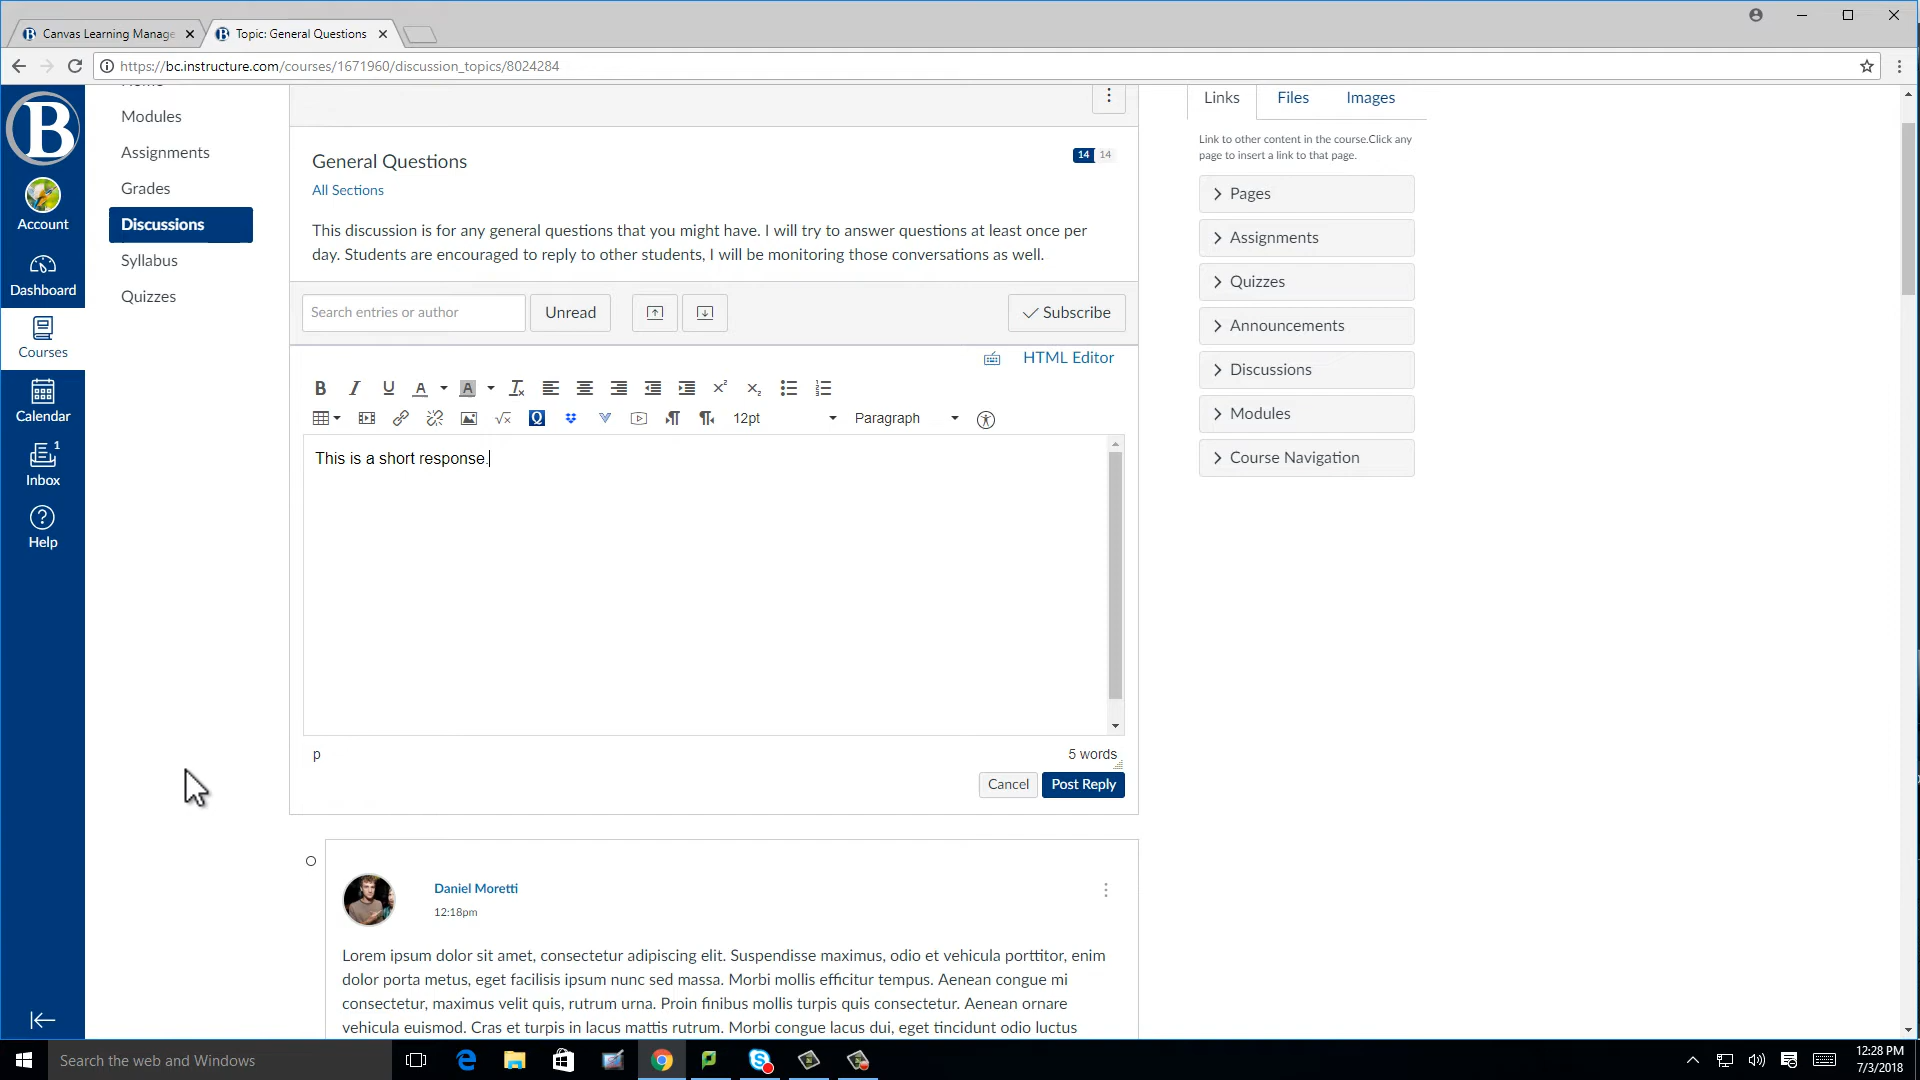 Canvas Learning Manage
Topic: General Questions
https://bc.instructure.com/courses/1671960/discussion_topics/8024284
B
Account
Dashboard
Courses
Calendar
1
Inbox
Help
Modules
Assignments
Grades
Discussions
Syllabus
Quizzes
General Questions
14 14
All Sections
This discussion is for any general questions that you might have. I will try to answer questions at least once per
day. Students are encouraged to reply to other students, I will be monitoring those conversations as well.
Search entries or author
Unread
Subscribe
HTML Editor
12pt
Paragraph
This is a short response.
p
5 words
Cancel
Post Reply
Daniel Moretti
12:18pm
Lorem ipsum dolor sit amet, consectetur adipiscing elit. Suspendisse maximus, odio et vehicula porttitor, enim
dolor porta metus, eget facilisis ipsum nunc sed massa. Morbi mollis efficitur tempus. Aenean congue mi
consectetur, maximus velit quis, rutrum urna. Proin finibus mollis turpis quis consectetur. Aenean ornare
vehicula euismod. Cras et turpis in lacus mattis rutrum. Morbi congue lacus dui, eget tincidunt odio luctus
Links
Files
Images
Link to other content in the course.Click any
page to insert a link to that page.
Pages
Assignments
Quizzes
Announcements
Discussions
Modules
Course Navigation
Search the web and Windows
12:28 PM
7/3/2018